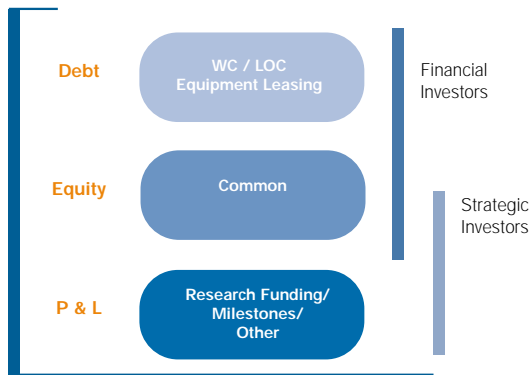 Debt
WC / LOC
Equipment Leasing
Financial
Investors
Equity
Common
Strategic
Investors
P & L
Research Funding/
Milestones/
Other